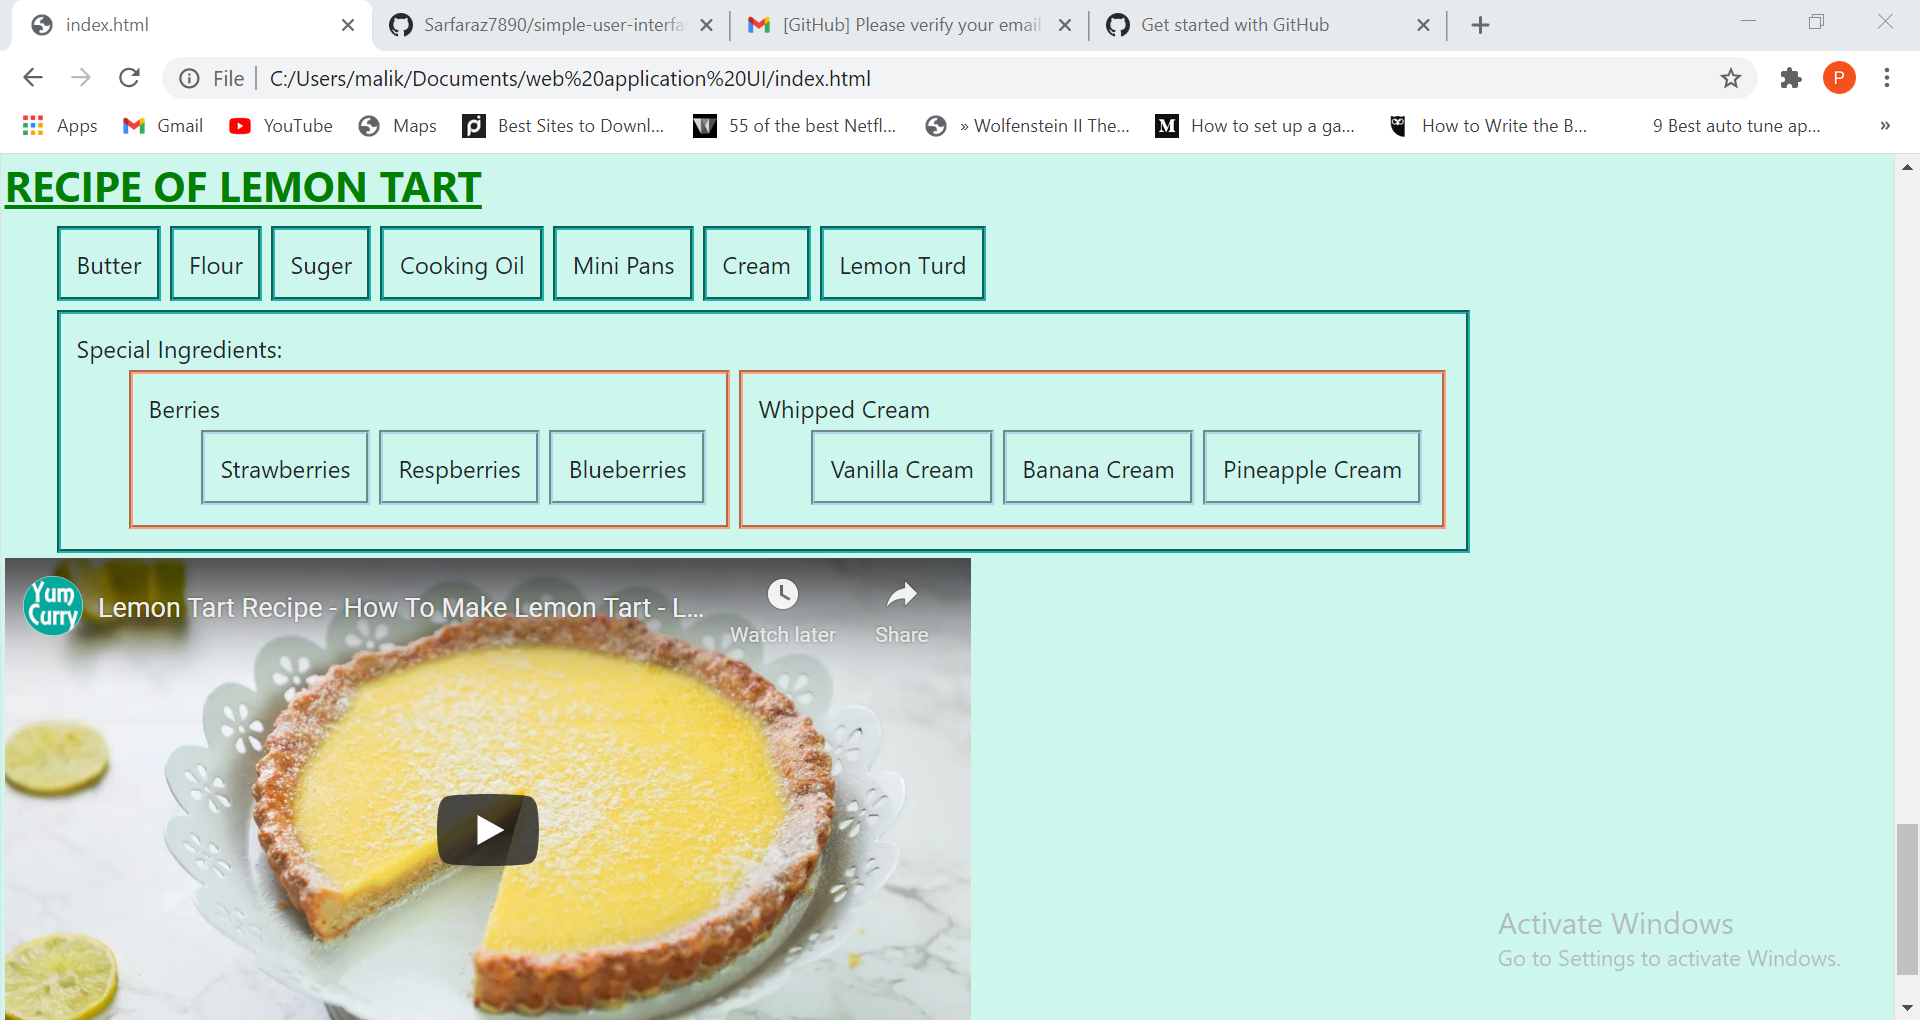 index.html
Sarfaraz7890/simple-user-interfa
[GitHub] Please verify your email
Get started with GitHub
File
C:/Users/malik/Documents/web%20application%20UI/index.html
P
Apps
Gmail
YouTube
Maps
Best Sites to Downl...
55 of the best Netfl...
» Wolfenstein II The...
M
How to set up a ga...
How to Write the B...
9 Best auto tune ap...
»
RECIPE OF LEMON TART
Butter
Flour
Suger
Cooking Oil
Mini Pans
Cream
Lemon Turd
Special Ingredients:
Berries
Whipped Cream
Strawberries
Respberries
Blueberries
Vanilla Cream
Banana Cream
Pineapple Cream
Yum
Curry
Lemon Tart Recipe - How To Make Lemon Tart - L...
Watch later
Share
Activate Windows
Go to Settings to activate Windows.